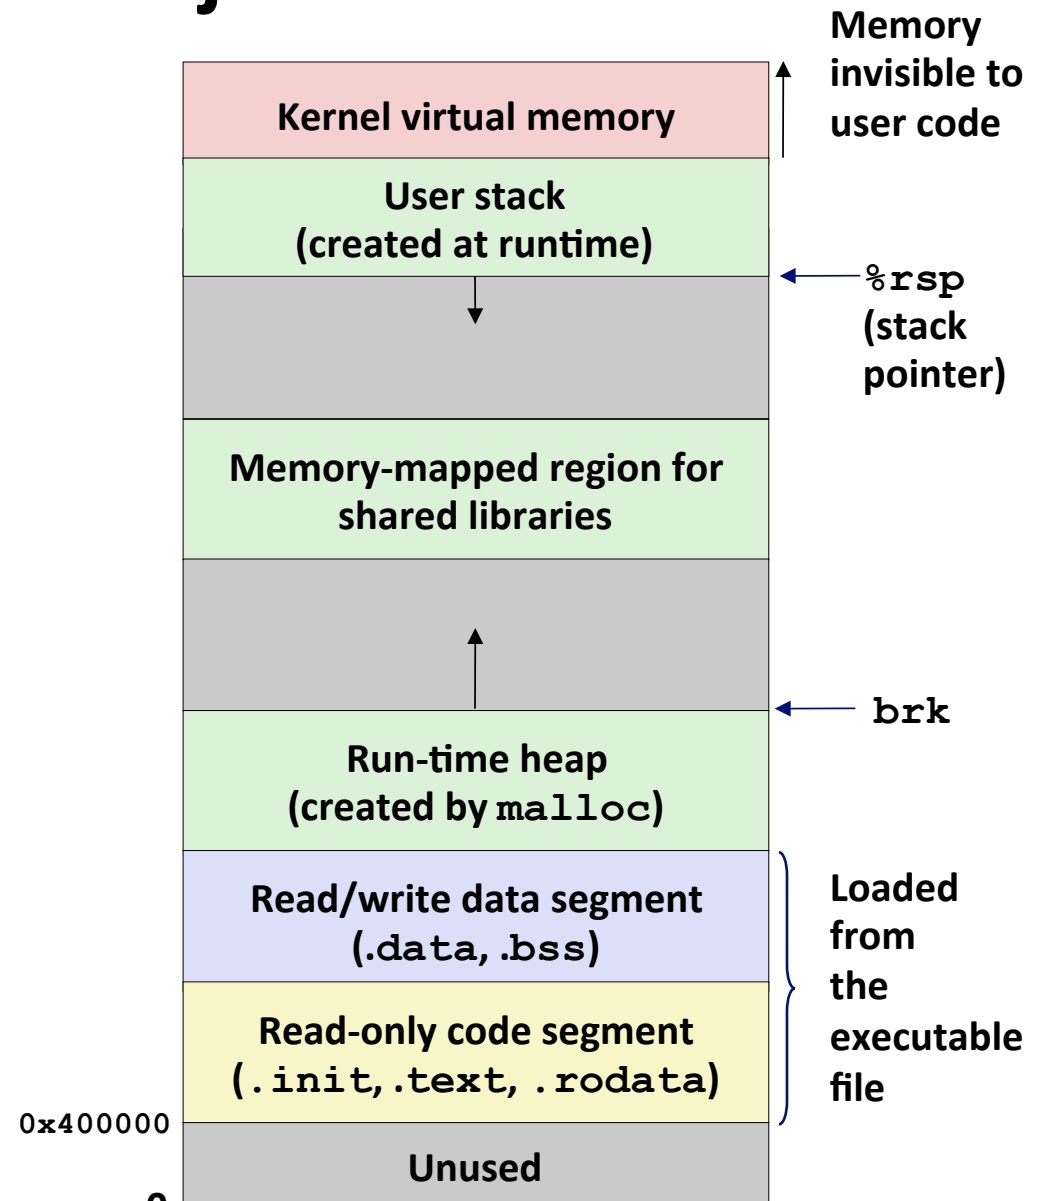 Memory
invisible to
user code
Kernel virtual memory
User stack
(created at runtime)
%rsp
(stack
pointer)
Memory-mapped region for
shared libraries
brk
Run-time heap
(created by malloc)
Read/write data segment
(.data, .bss)
Loaded
from
the
executable
file
Read-only code segment
(.init, .text, .rodata)
0x400000
Unused